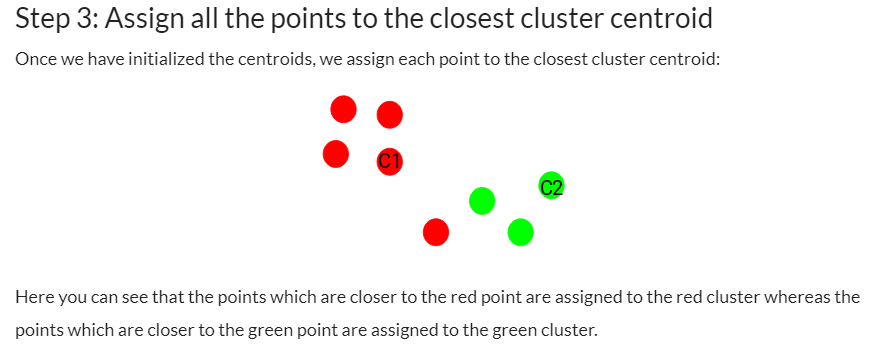 Step 3: Assign all the points to the closest cluster centroid
Once we have initialized the centroids, we assign each point to the closest cluster centroid:
C1
C2
Here you can see that the points which are closer to the red point are assigned to the red cluster whereas the
points which are closer to the green point are assigned to the green cluster.